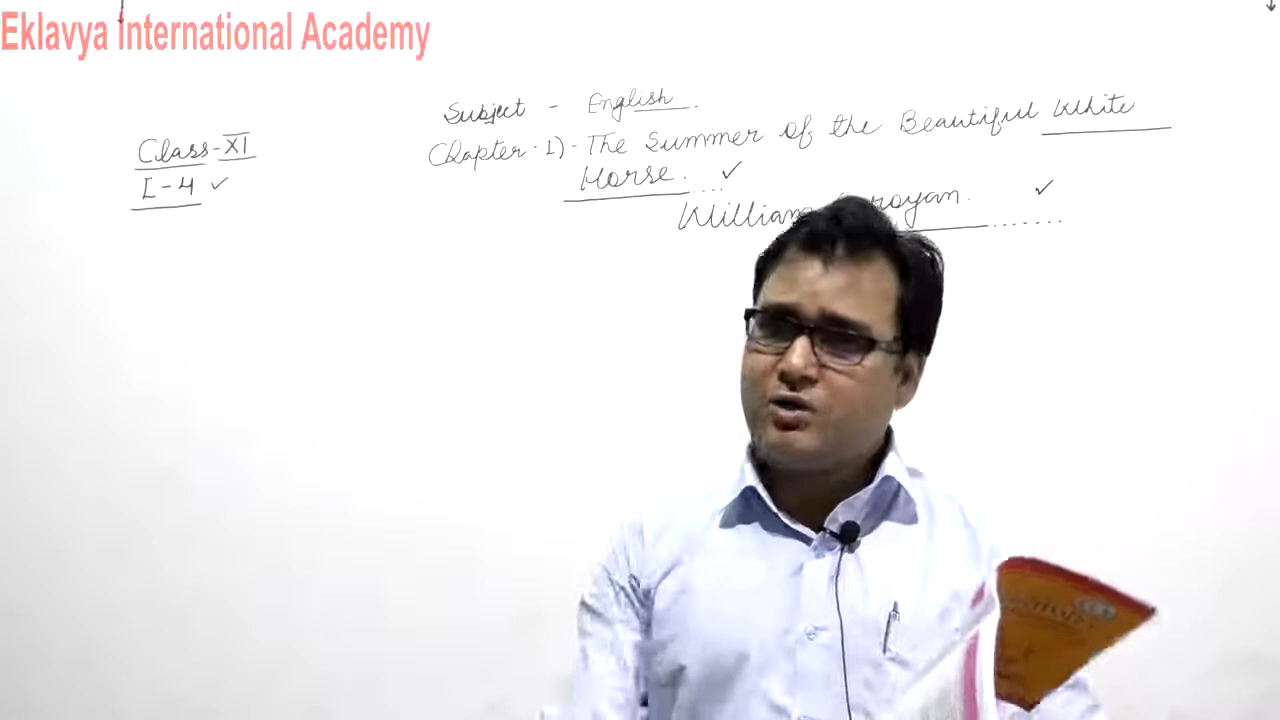 Eklavya International Academy
Subject - English.
Class-XI
Chapter-1)-The Summer of the Beautiful White
L-4 ✓
Horse. ✓
William ✓